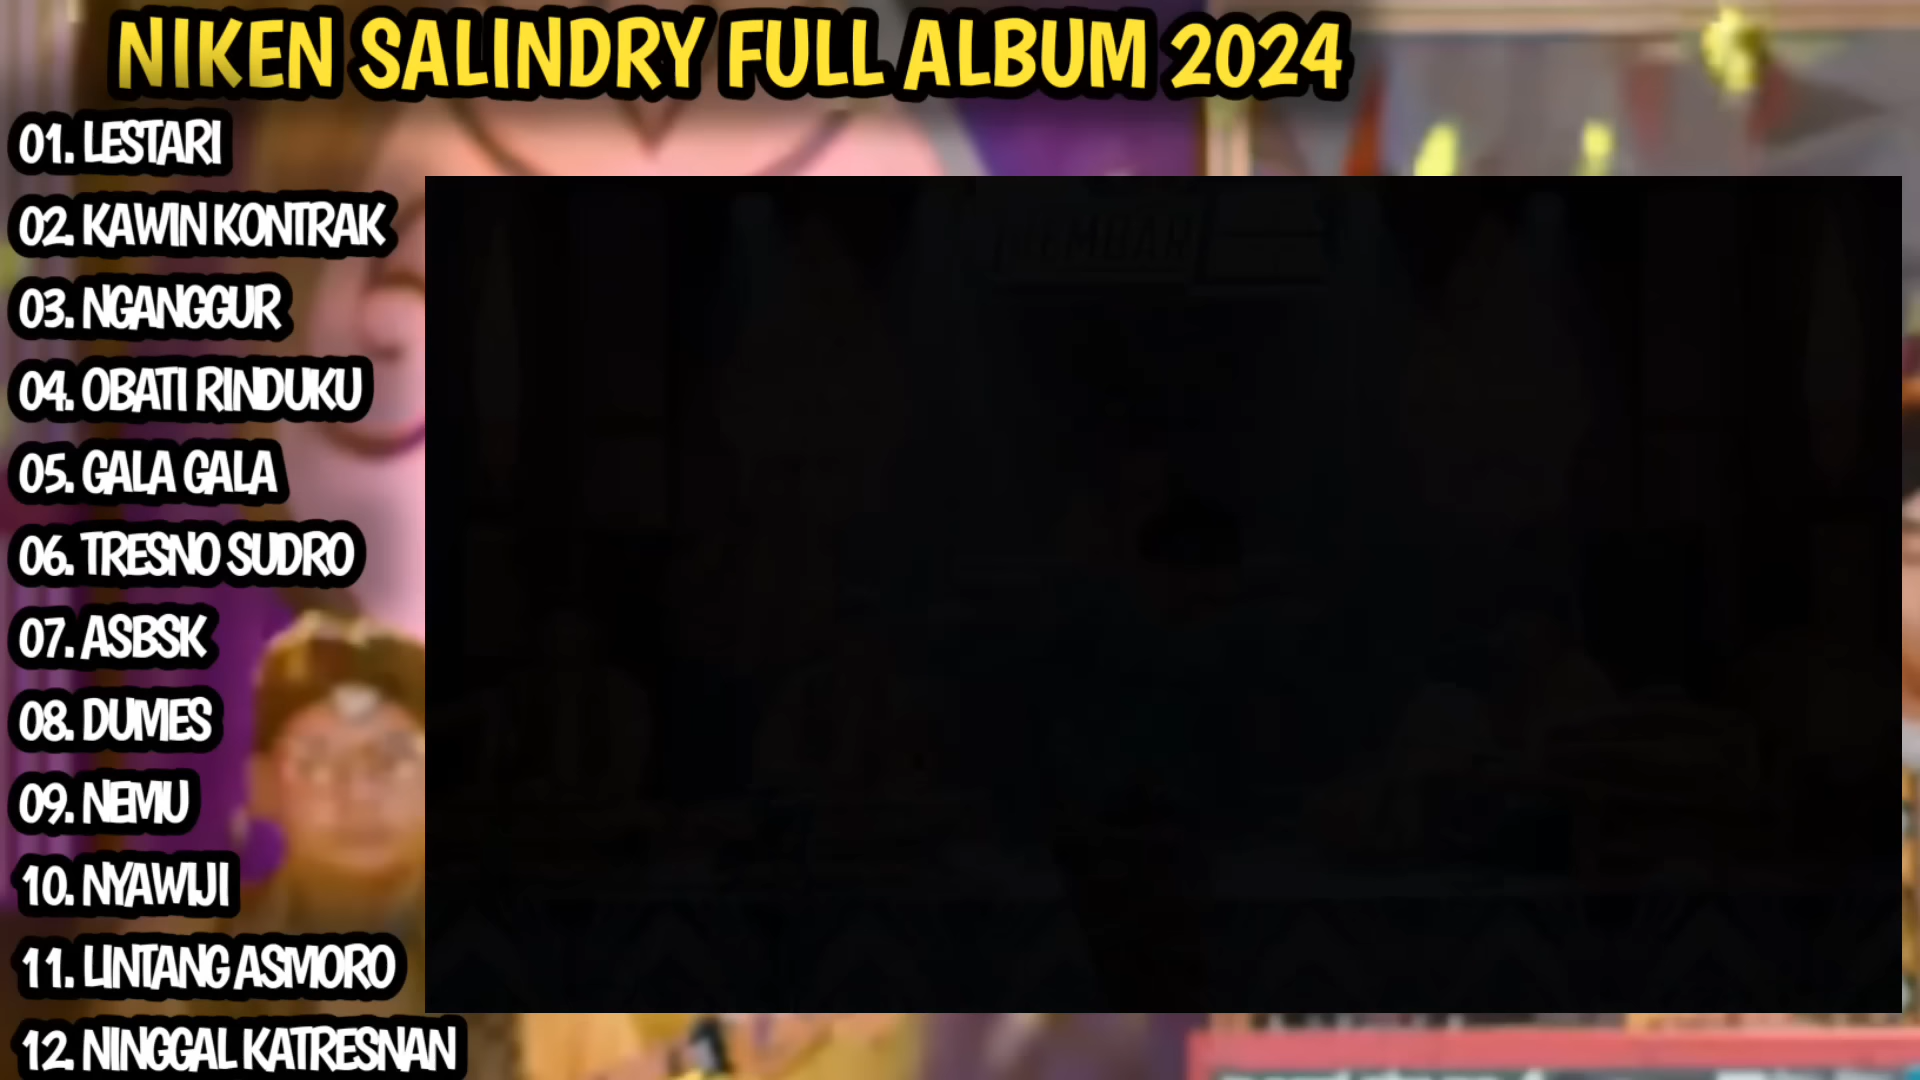 NIKEN SALINDRY FULL ALBUM 2024
01. LESTARI
02. KAWIN KONTRAK
03. NGANGGUR
04. OBATI RINDUKU
05. GALA GALA
06. TRESNO SUDRO
07. ASBSK
08. DUMES
09. NEMU
10. NYAWIJI
11. LINTANG ASMORO
12. NINGGAL KATRESNAN